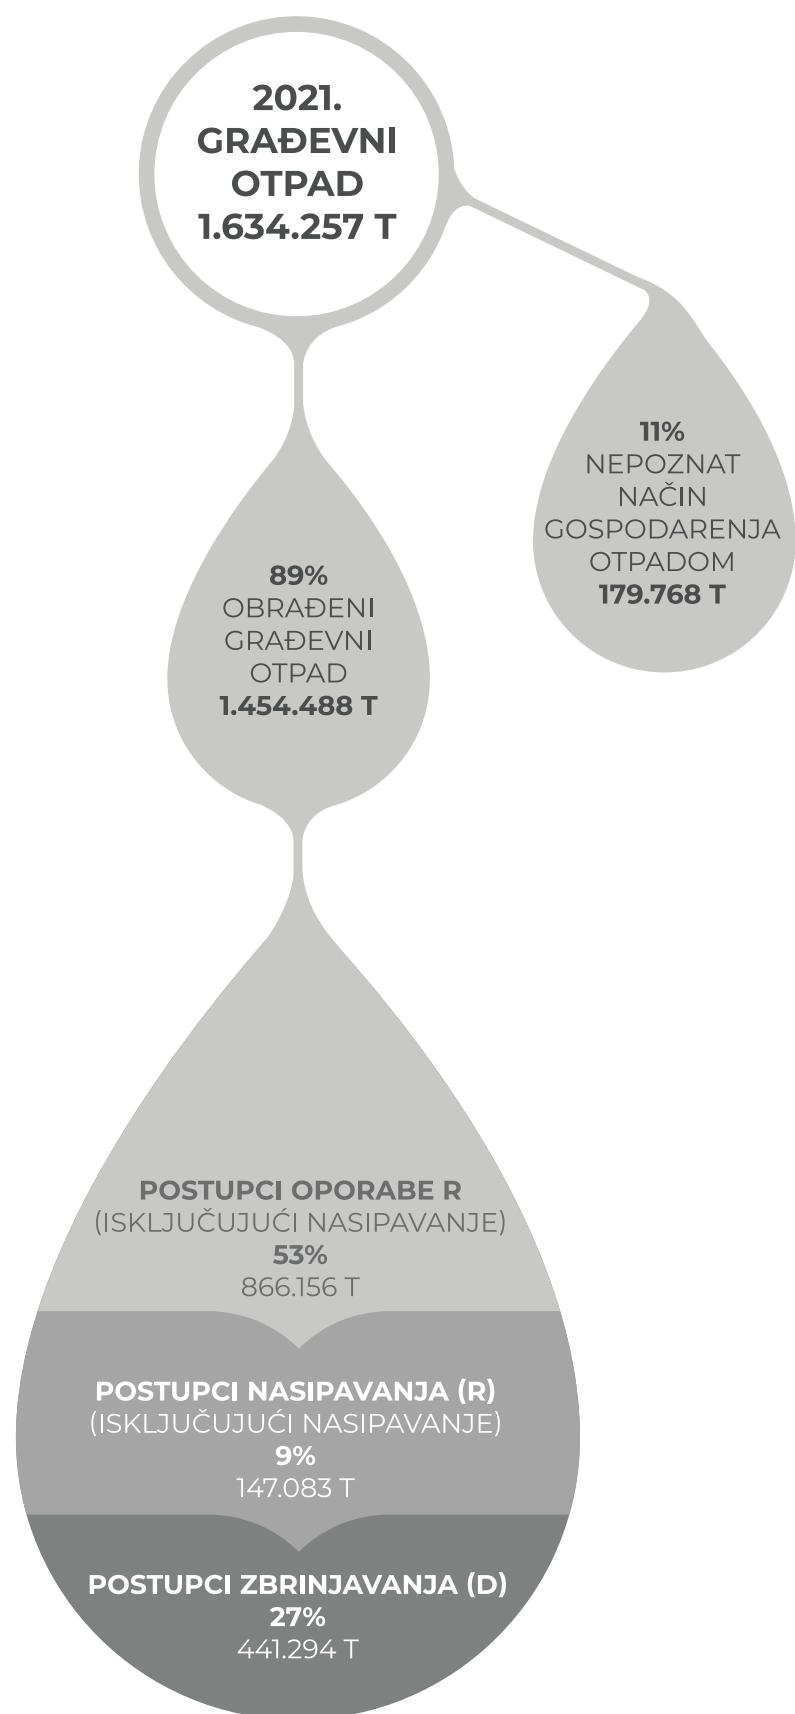 2021.
GRAĐEVNI
OTPAD
1.634.257 T
11%
NEPOZNAT
NAČIN
GOSPODARENJA
OTPADOM
179.768 T
89%
OBRAĐENI
GRAĐEVNI
OTPAD
1.454.488 T
POSTUPCI OPORABE R
(ISKLJUČUJUĆI NASIPAVANJE)
53%
866.156 T
POSTUPCI NASIPAVANJA (R)
(ISKLJUČUJUĆI NASIPAVANJE)
9%
147.083 T
POSTUPCI ZBRINJAVANJA (D)
27%
441.294 T